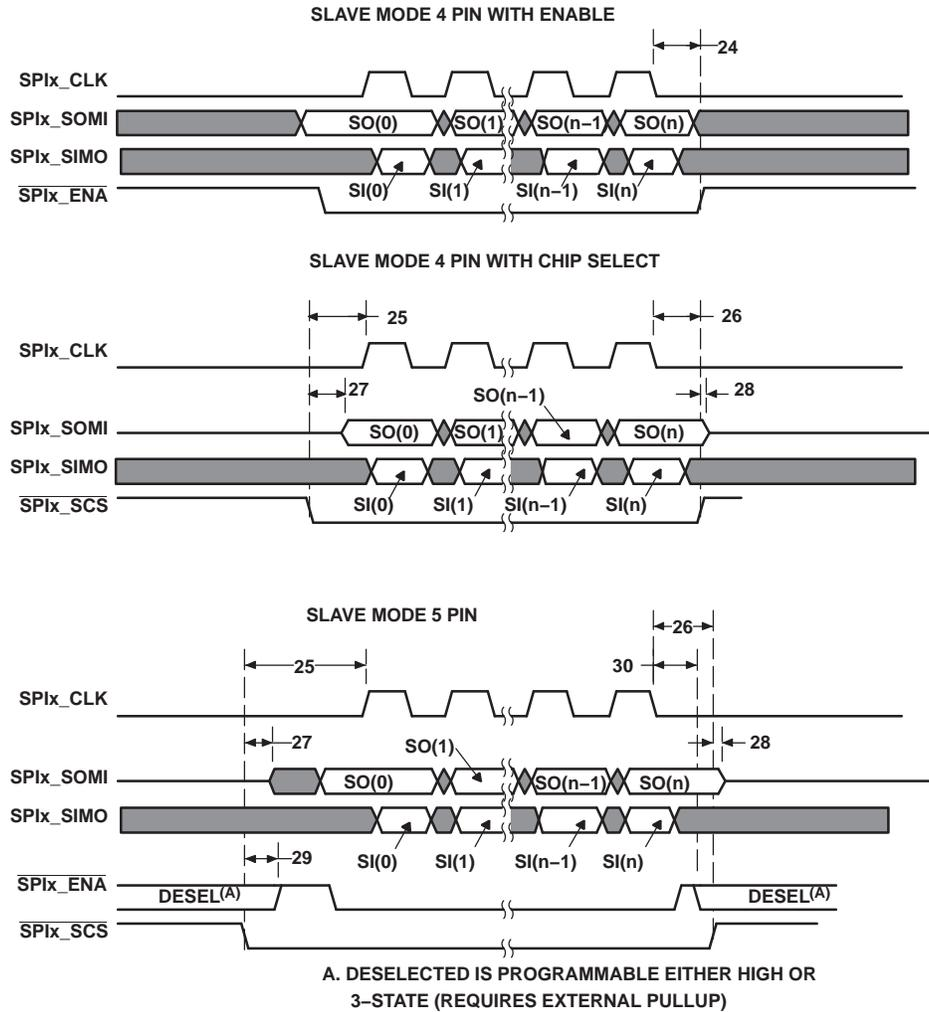 SLAVE MODE 4 PIN WITH ENABLE
24
SPIx_CLK
SPIx_SOMI
SO(0)
SO(1)
SO(n−1
SO(n)
SPIx_SIMO
SI(0)
SI(1)
SI(n−1)
SI(n)
SPIx_ENA
SLAVE MODE 4 PIN WITH CHIP SELECT
25
26
SPIx_CLK
27
SO(n−1)
28
SPIx_SOMI
SO(0)
SO(1)
SO(n)
SPIx_SIMO
SI(0)
SI(1)
SI(n−1)
SI(n)
SPIx_SCS
SLAVE MODE 5 PIN
26
25
30
SPIx_CLK
27
SO(1)
28
SPIx_SOMI
SO(0)
SO(n−1)
SO(n)
SPIx_SIMO
29
SI(0)
SI(1)
SI(n−1)
SI(n)
SPIx_ENA
DESEL(A)
DESEL(A)
SPIx_SCS
A. DESELECTED IS PROGRAMMABLE EITHER HIGH OR
3−STATE (REQUIRES EXTERNAL PULLUP)